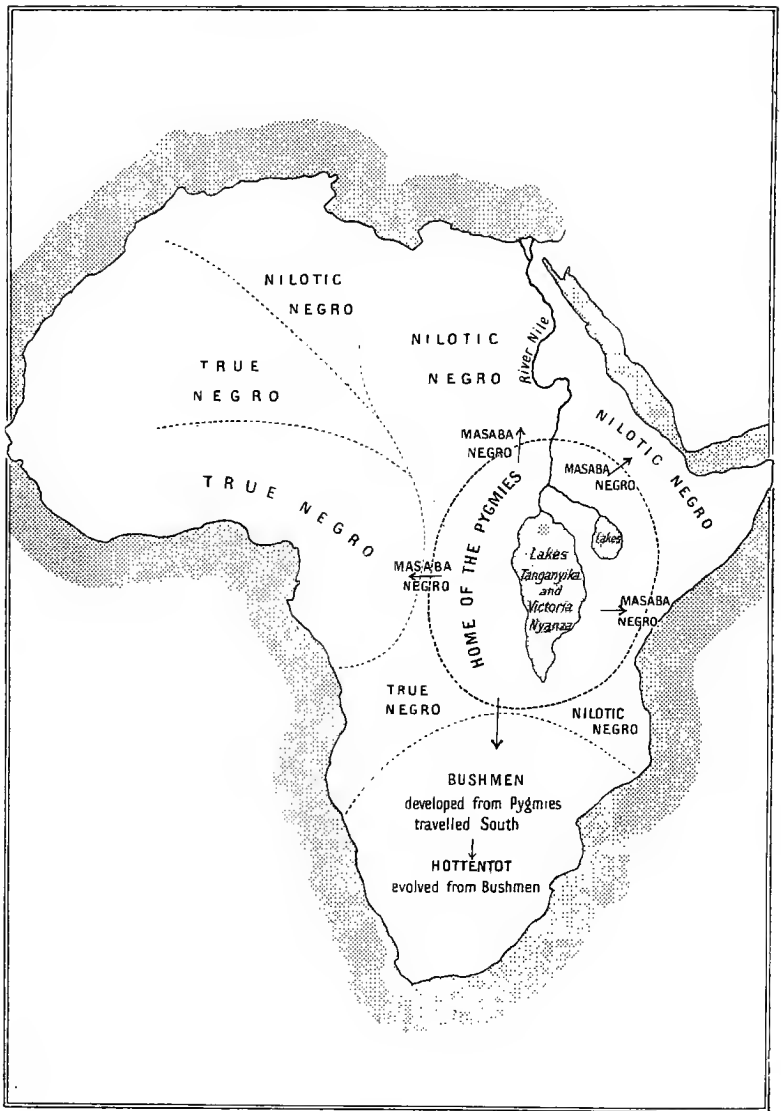 NILOTIC
NEGRO
NILOTIC
NEGRO
River Nile
TRUE
NEGRO
NILOTIC NEGRO
MASABA
NEGRO
MASABA
NEGRO
TRUE NEGRO
HOME OF THE PYGMIES
Lakes
Lakes
Tanganyika
and
Victoria
Nyanza
MASABA
NEGRO
MASABA
NEGRO
TRUE
NEGRO
NILOTIC
NEGRO
BUSHMEN
developed from Pygmies
travelled South
HOTTENTOT
evolved from Bushmen